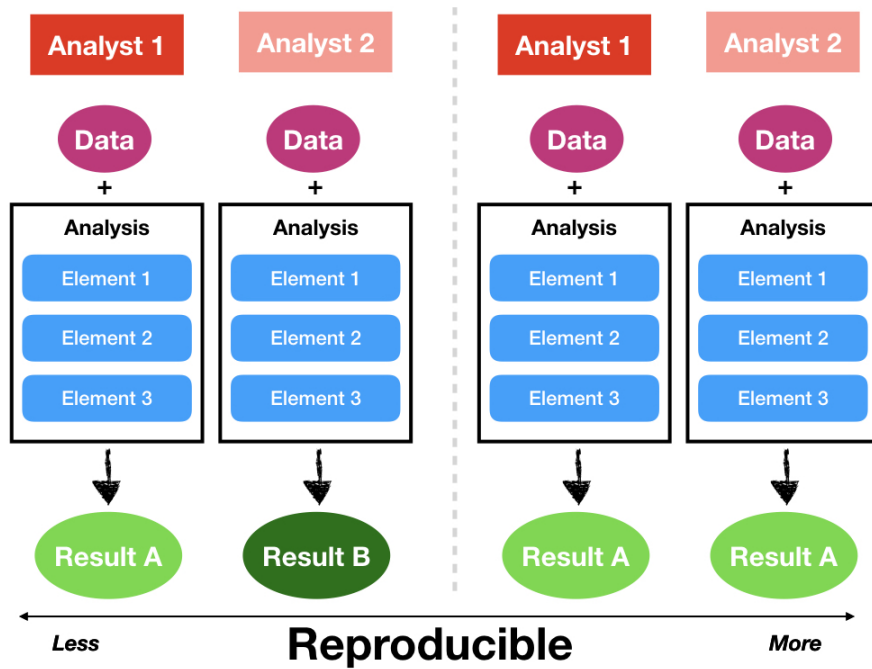 Analyst 1
Analyst 2
Analyst 1
Analyst 2
Data
Data
Data
Data
+
+
+
+
Analysis
Analysis
Analysis
Analysis
Element 1
Element 1
Element 1
Element 1
Element 2
Element 2
Element 2
Element 2
Element 3
Element 3
Element 3
Element 3
Result A
Result B
Result A
Result A
Less
Reproducible
More